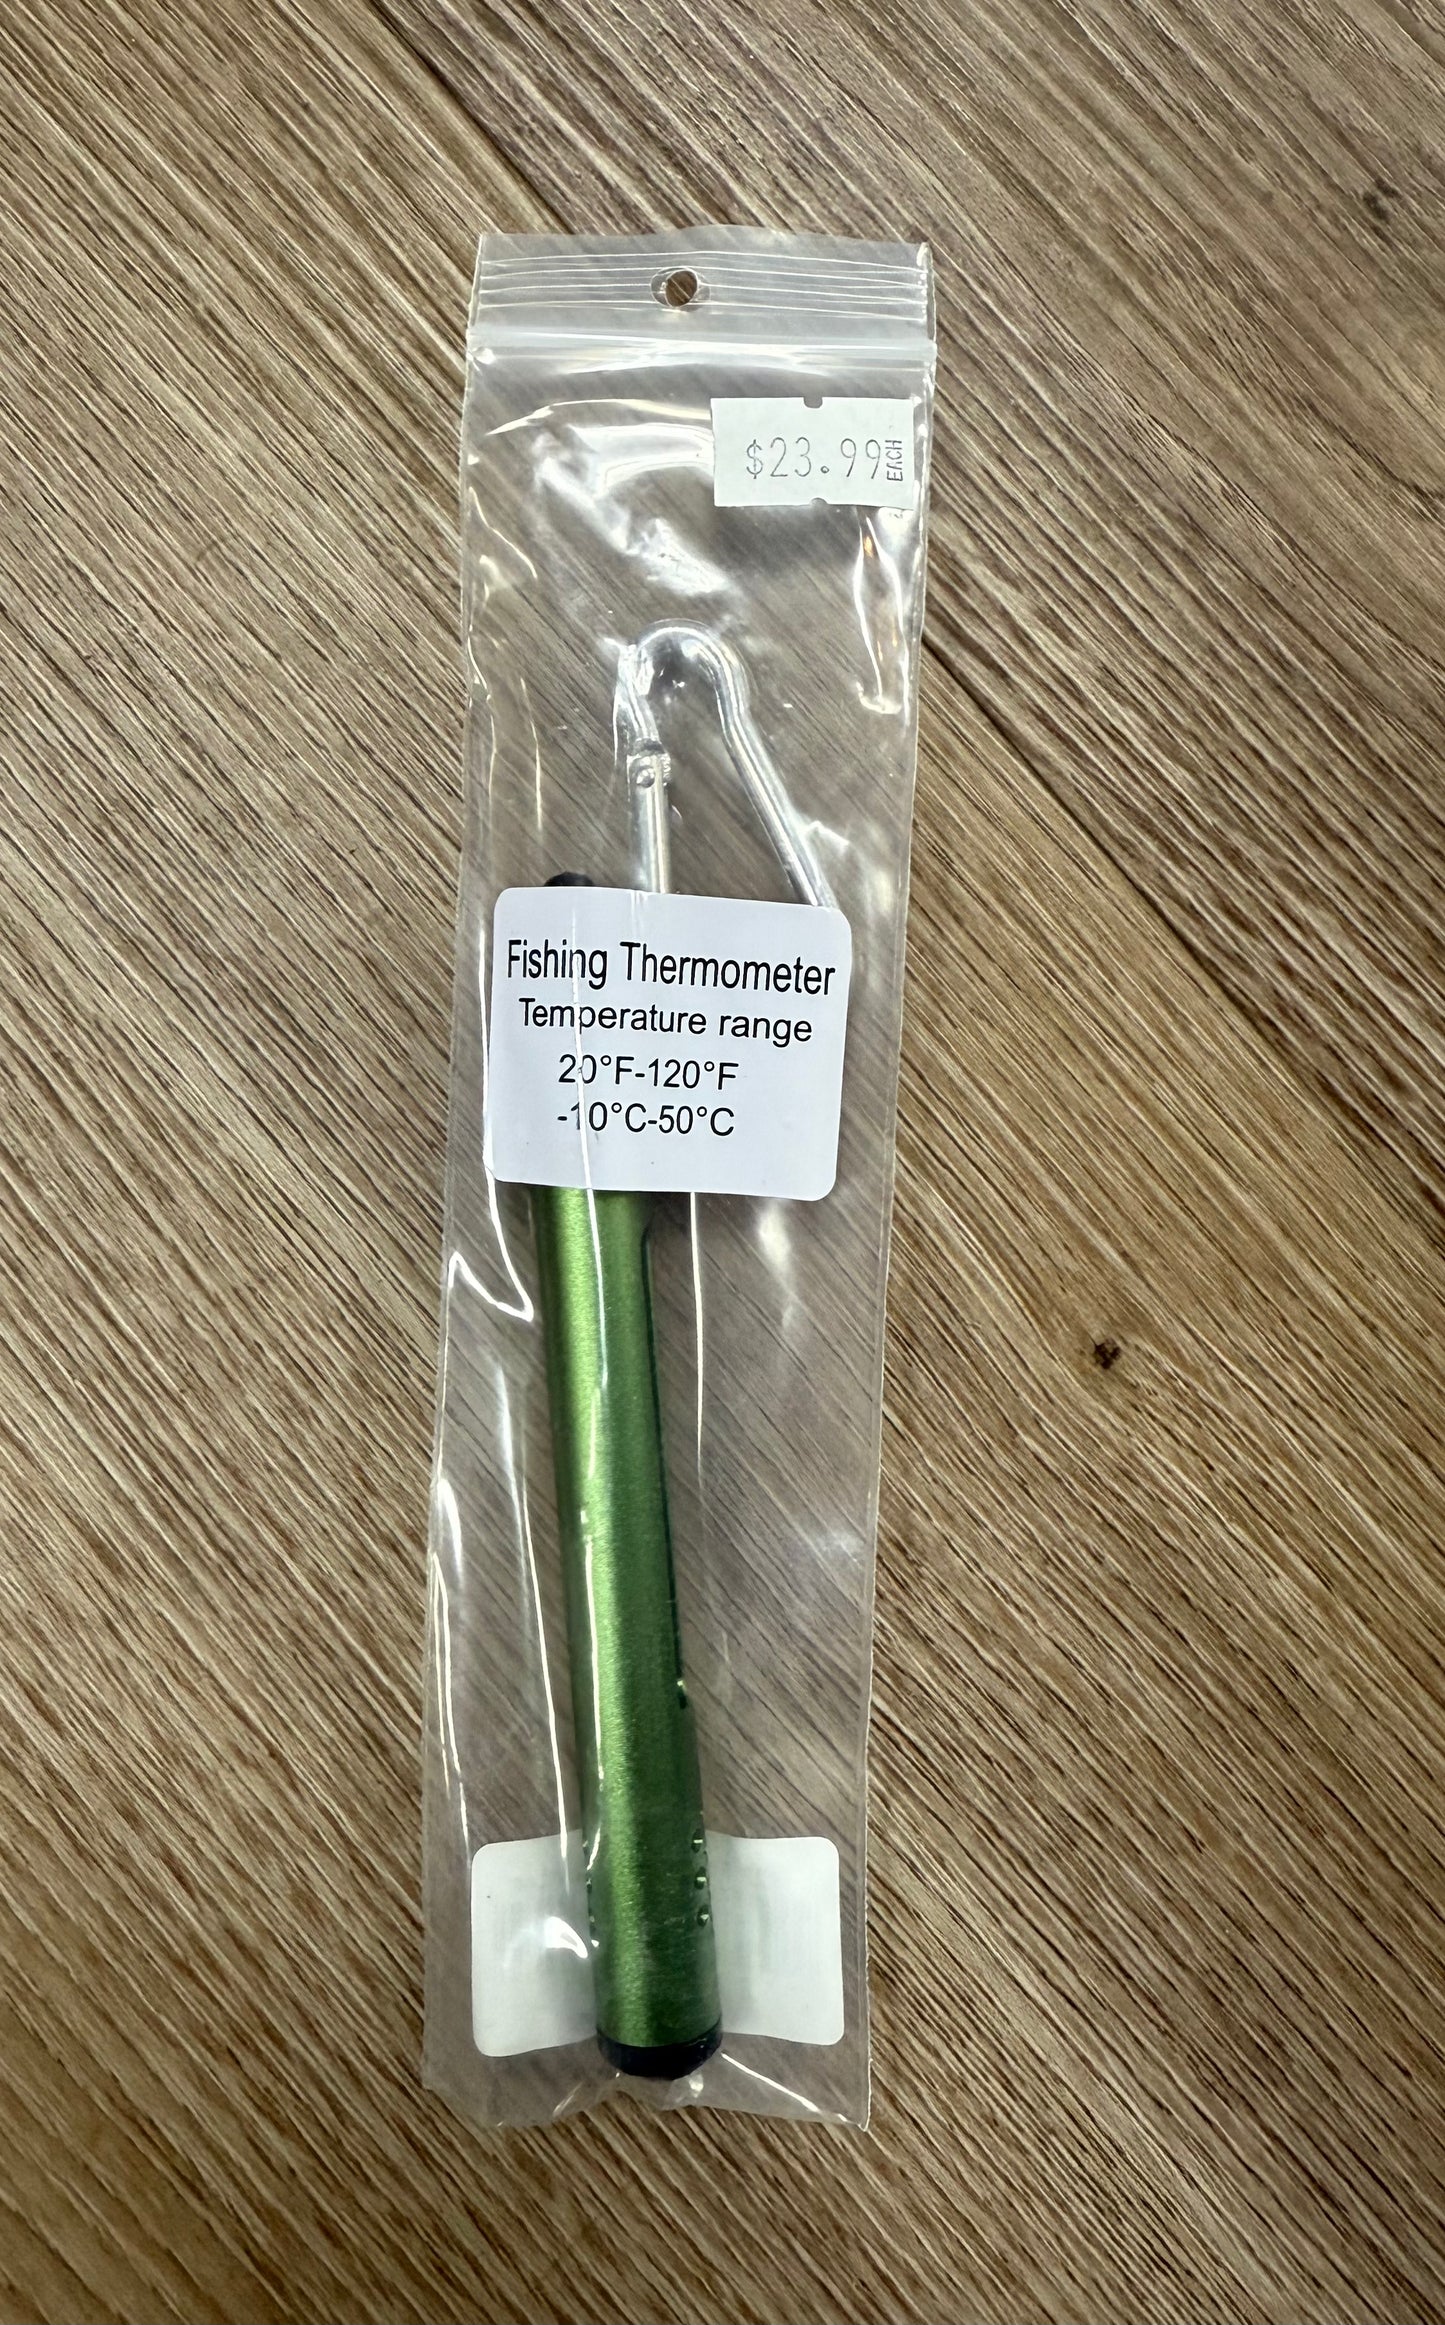 $23.99 EACH
Fishing Thermometer
Temperature range
20°F-120°F
-10°C-50°C